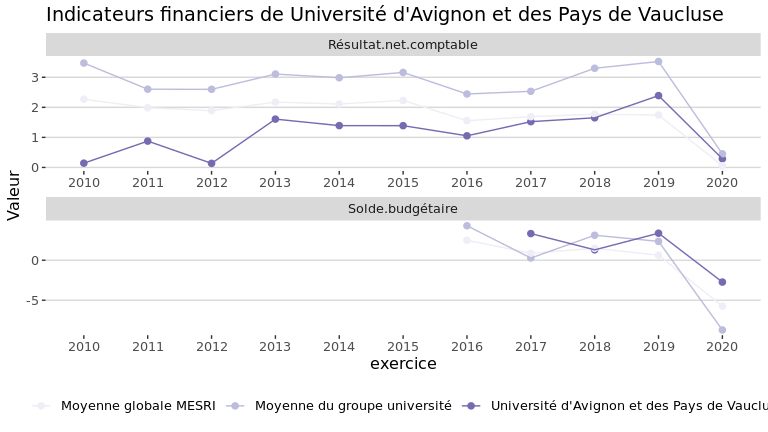 Indicateurs financiers de Université d'Avignon et des Pays de Vaucluse
Résultat.net.comptable
3
2
1
0
2010 2011 2012 2013 2014 2015 2016 2017 2018 2019 2020
Valeur
Solde.budgétaire
0
-5
2010 2011 2012 2013 2014 2015 2016 2017 2018 2019 2020
exercice
Moyenne globale MESRI Moyenne du groupe université Université d'Avignon et des Pays de Vauclu